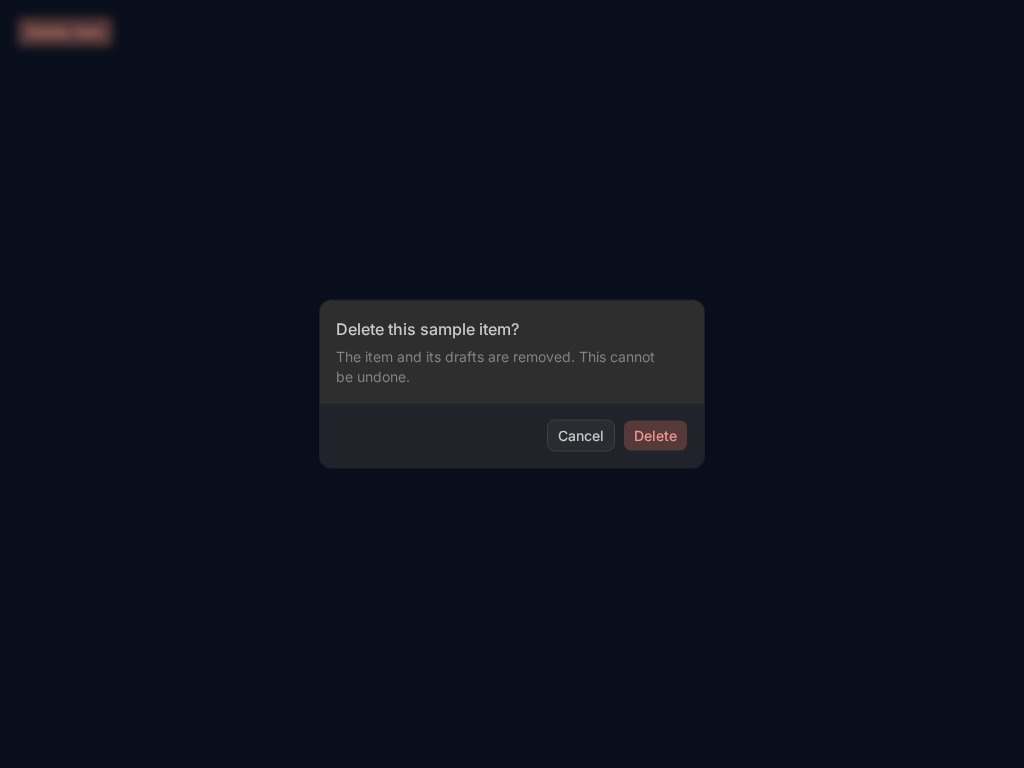 Delete this sample item?
The item and its drafts are removed. This cannot
be undone.
Cancel
Delete